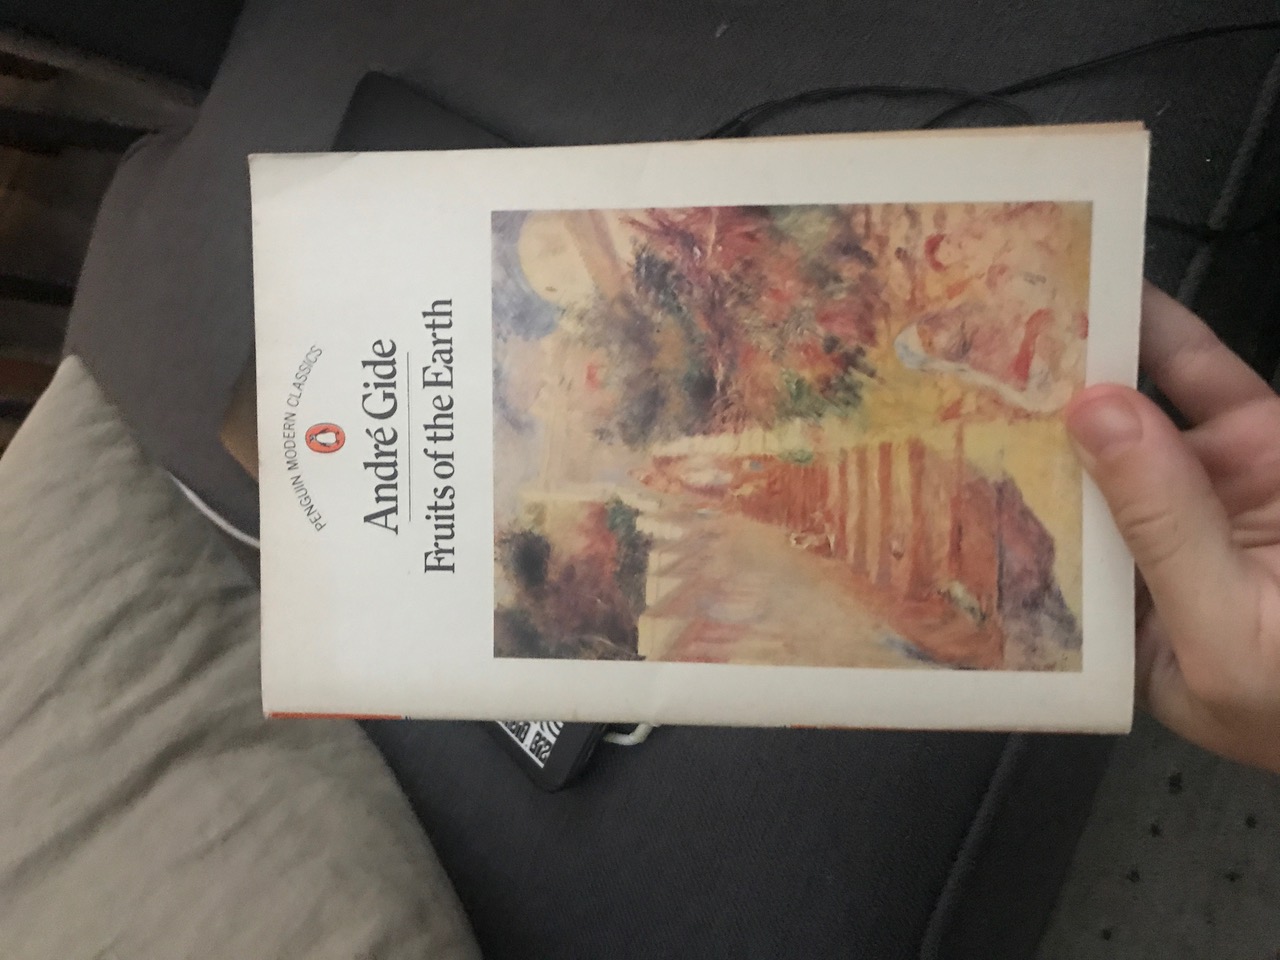 PENGUIN MODERN CLASSICS
André Gide
Fruits of the Earth